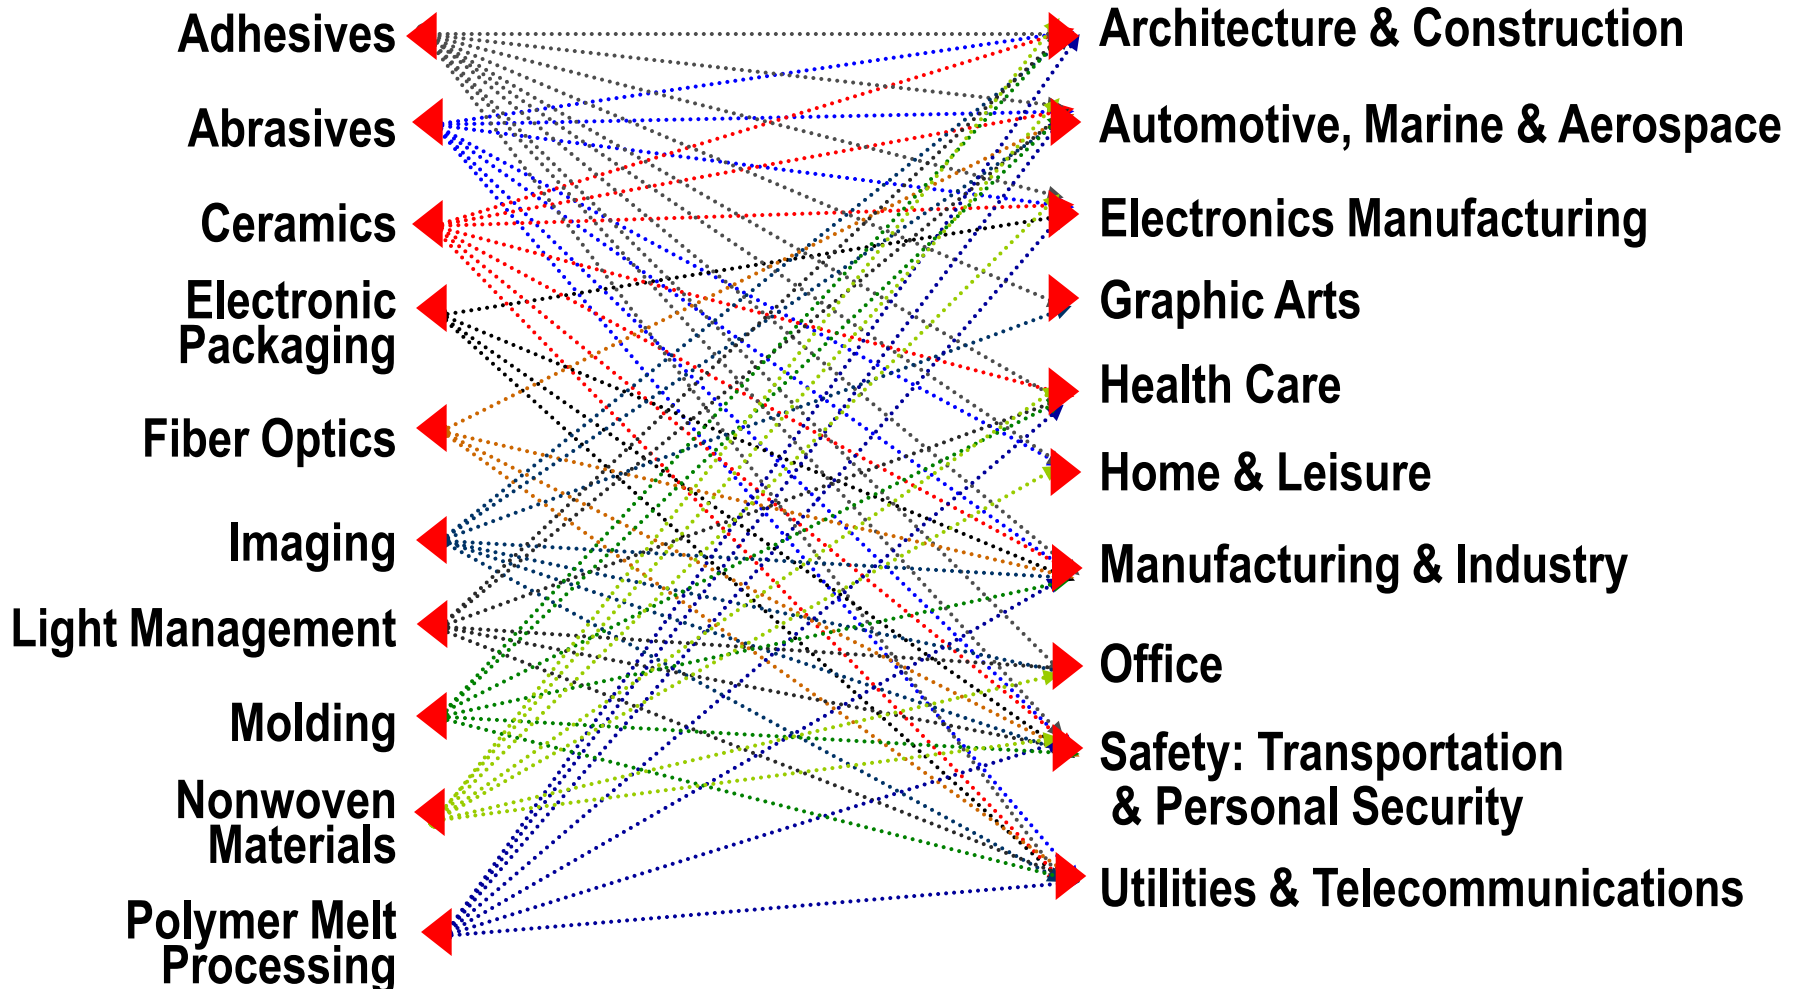 Adhesives
Abrasives
Ceramics
Electronic
Packaging
Fiber Optics
Imaging
Light Management
Molding
Nonwoven
Materials
Polymer Melt
Processing
Architecture & Construction
Automotive, Marine & Aerospace
Electronics Manufacturing
Graphic Arts
Health Care
Home & Leisure
Manufacturing & Industry
Office
Safety: Transportation
& Personal Security
Utilities & Telecommunications